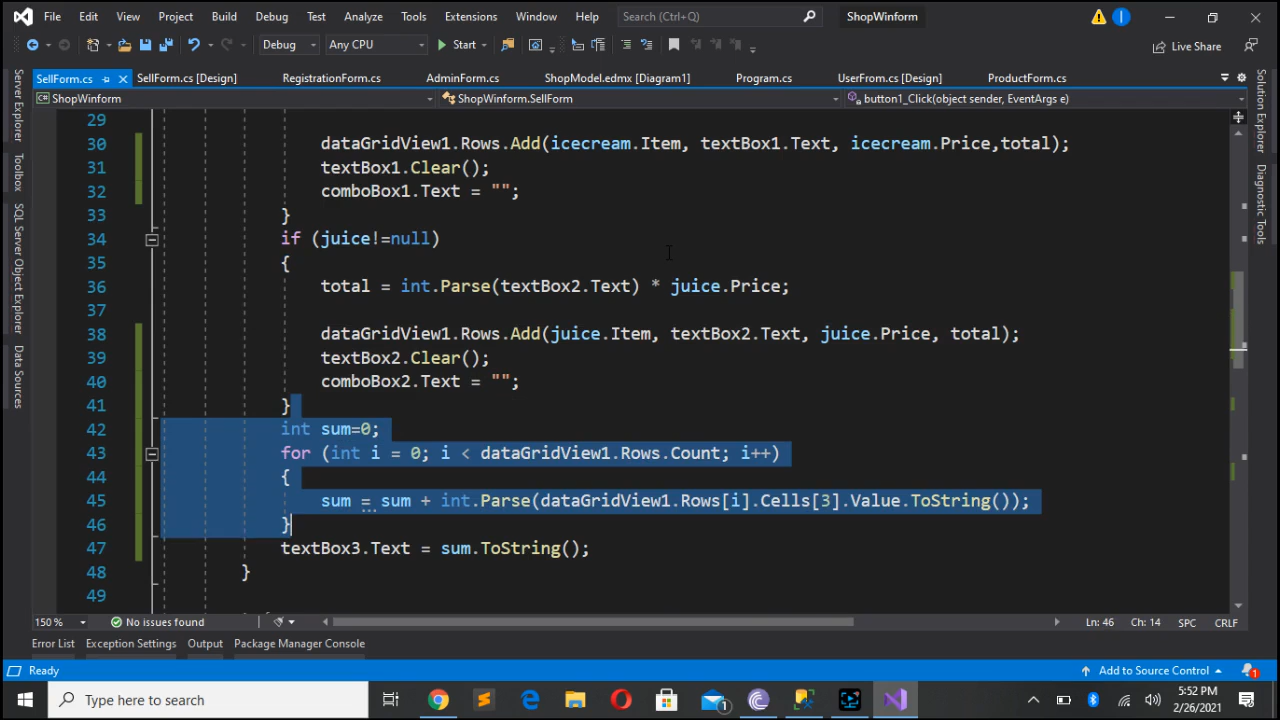 File Edit View Project Build Debug Test Analyze Tools Extensions Window Help Search (Ctrl+Q) ShopWinform
Debug Any CPU Start Live Share
SellForm.cs SellForm.cs [Design] RegistrationForm.cs AdminForm.cs ShopModel.edmx [Diagram1] Program.cs UserFrom.cs [Design] ProductForm.cs
ShopWinform ShopWinform.SellForm button1_Click(object sender, EventArgs e)
Server Explorer
Toolbox
SQL Server Object Explorer
Data Sources
Solution Explorer
Diagnostic Tools
29
30 dataGridView1.Rows.Add(icecream.Item, textBox1.Text, icecream.Price,total);
31 textBox1.Clear();
32 comboBox1.Text = "";
33 }
34 if (juice!=null)
35 {
36 total = int.Parse(textBox2.Text) * juice.Price;
37
38 dataGridView1.Rows.Add(juice.Item, textBox2.Text, juice.Price, total);
39 textBox2.Clear();
40 comboBox2.Text = "";
41 }
42 int sum=0;
43 for (int i = 0; i < dataGridView1.Rows.Count; i++)
44 {
45 sum = sum + int.Parse(dataGridView1.Rows[i].Cells[3].Value.ToString());
46 }
47 textBox3.Text = sum.ToString();
48 }
49
150 % No issues found Ln: 46 Ch: 14 SPC CRLF
Error List Exception Settings Output Package Manager Console
Ready Add to Source Control 1
Type here to search 1 5:52 PM
2/26/2021